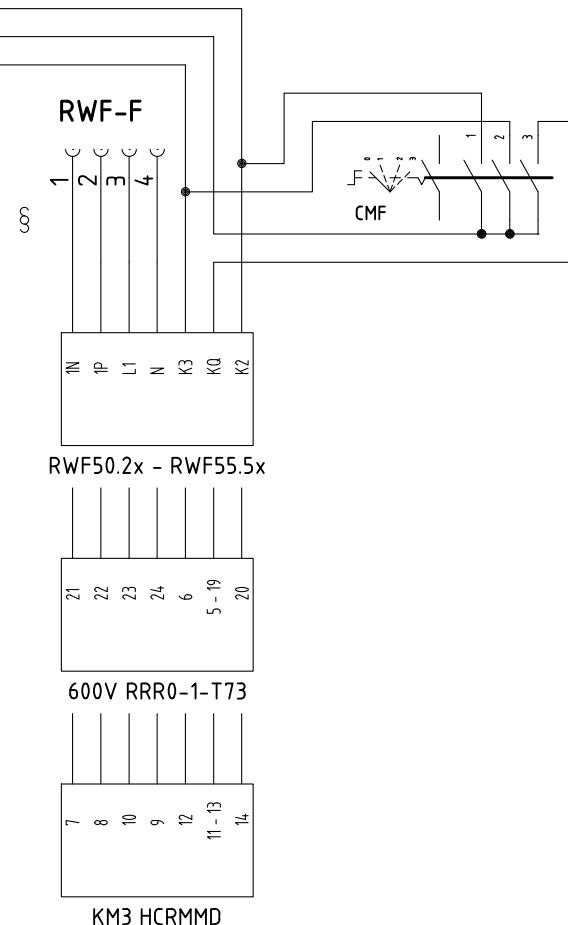 RWF-F
1 2 3 4
§
0 1 2 3
1 2 3
CMF
1N 1P L1 N K3 KQ K2
RWF50.2x - RWF55.5x
21 22 23 24 6 5 - 19 20
600V RRR0-1-T73
7 8 10 9 12 11 - 13 14
KM3 HCRMMD